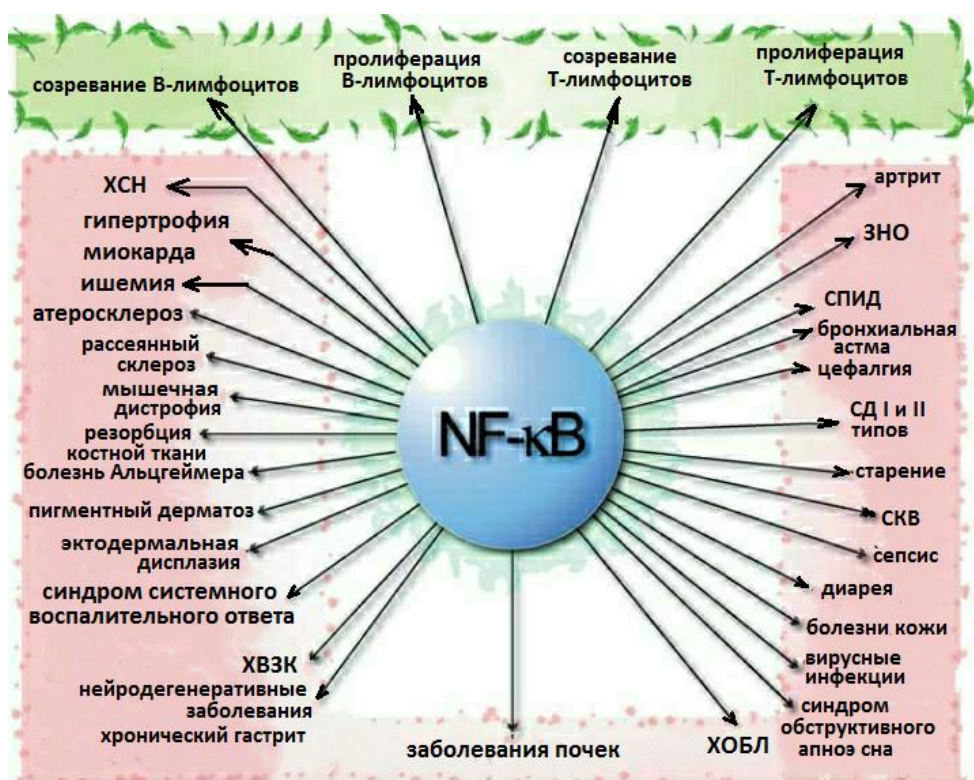 созревание В-лимфоцитов
пролиферация
В-лимфоцитов
созревание
Т-лимфоцитов
пролиферация
Т-лимфоцитов
ХСН
гипертрофия
миокарда
ишемия
атеросклероз
рассеянный
склероз
мышечная
дистрофия
резорбция
костной ткани
болезнь Альцгеймера
пигментный дерматоз
эктодермальная
дисплазия
синдром системного
воспалительного ответа
ХВЗК
нейродегенеративные
заболевания
хронический гастрит
NF-κB
заболевания почек
артрит
ЗНО
СПИД
бронхиальная
астма
цефалгия
СД I и II
типов
старение
СКВ
сепсис
диарея
болезни кожи
вирусные
инфекции
синдром
обструктивного
апноэ сна
ХОБЛ